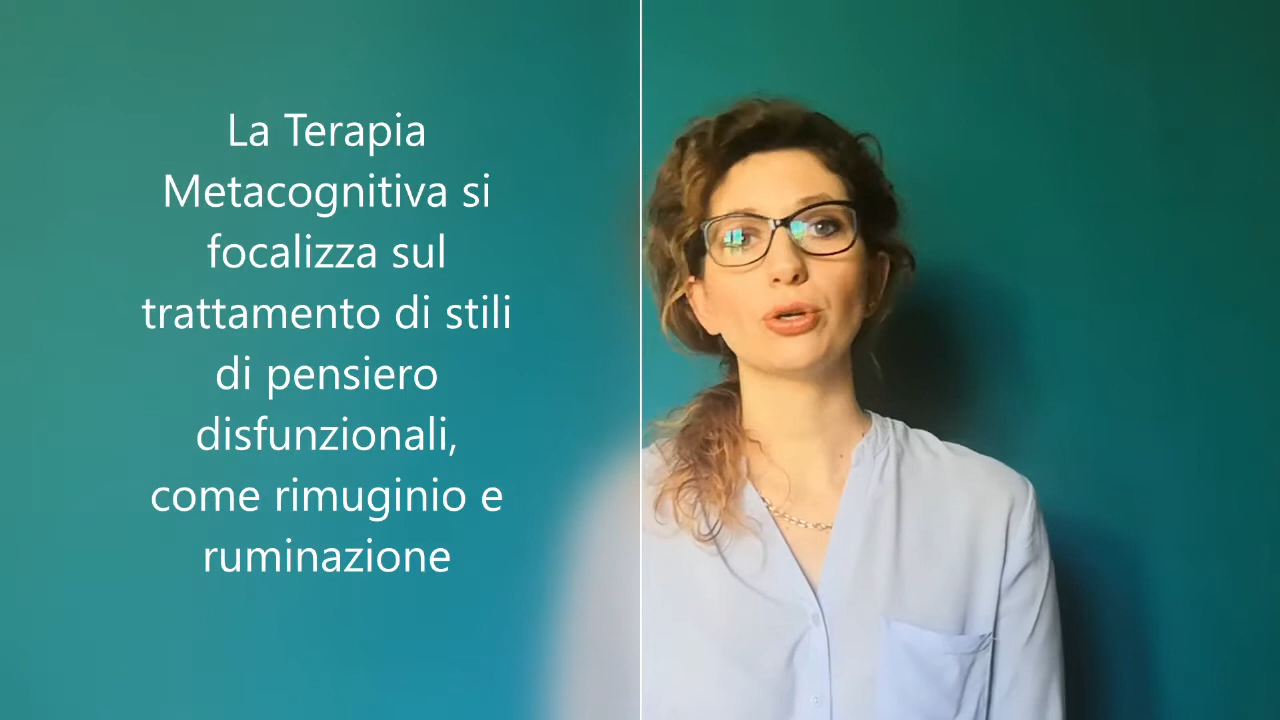 La Terapia
Metacognitiva si
focalizza sul
trattamento di stili
di pensiero
disfunzionali,
come rimuginio e
ruminazione